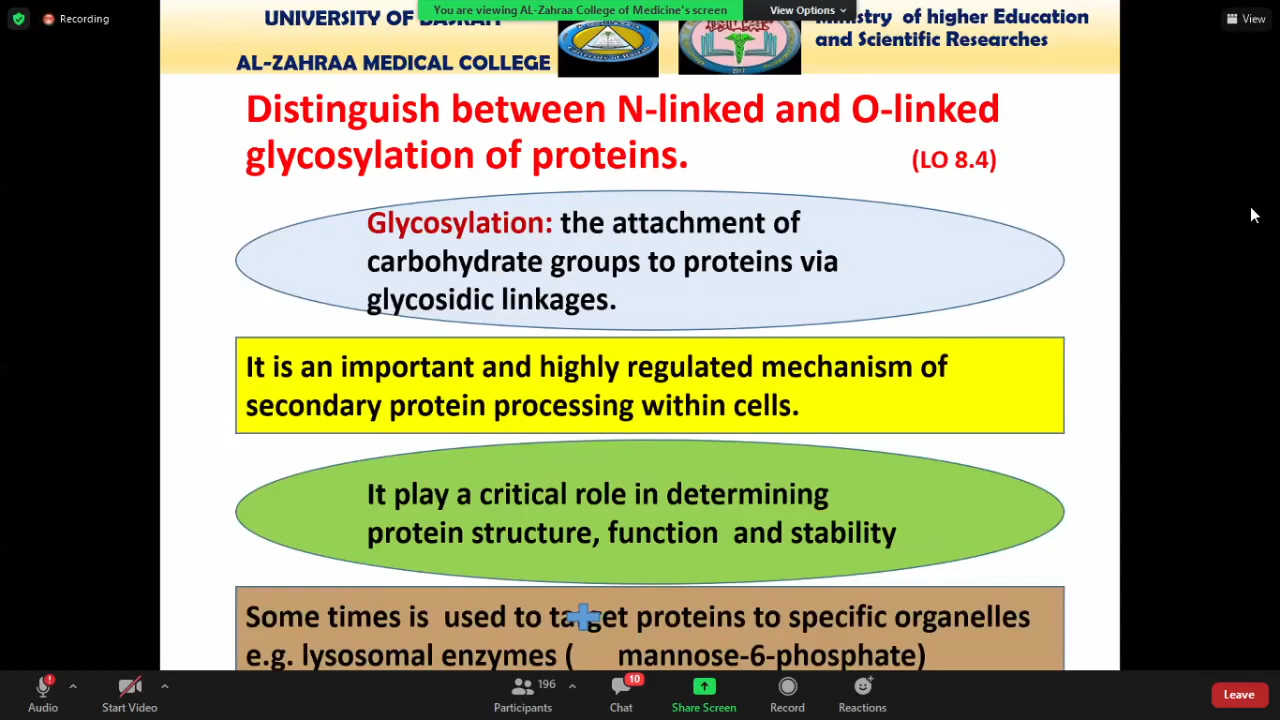 You are viewing AL-Zahraa College of Medicine's screen
View Options
Recording
View
UNIVERSITY OF BASRAH
AL-ZAHRAA MEDICAL COLLEGE
Ministry of higher Education
and Scientific Researches
2017
Distinguish between N-linked and O-linked
glycosylation of proteins. (LO 8.4)
Glycosylation: the attachment of
carbohydrate groups to proteins via
glycosidic linkages.
It is an important and highly regulated mechanism of
secondary protein processing within cells.
It play a critical role in determining
protein structure, function and stability
Some times is used to target proteins to specific organelles
e.g. lysosomal enzymes ( mannose-6-phosphate)
Audio
Start Video
196
Participants
10
Chat
Share Screen
Record
Reactions
Leave